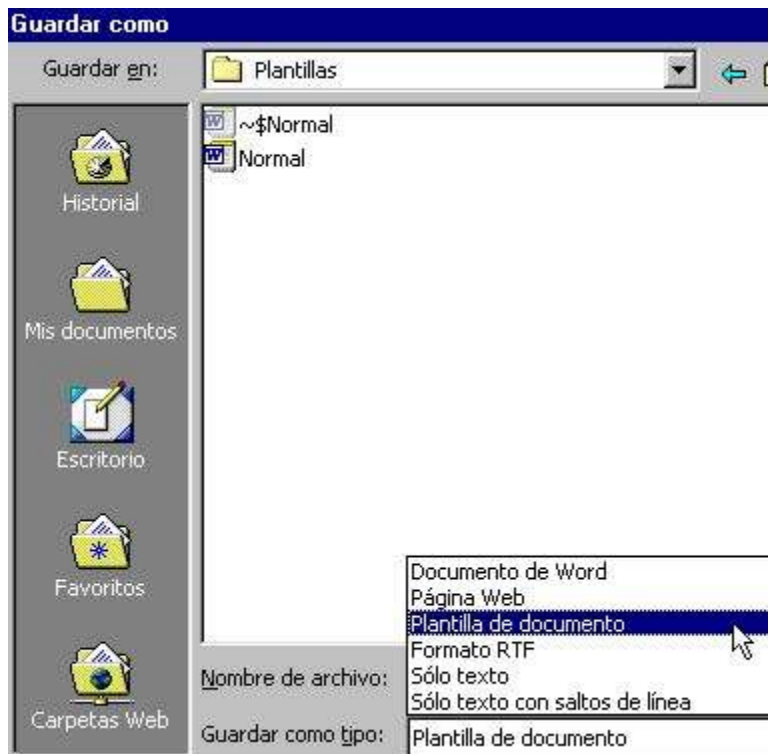 Guardar como
Guardar en:
Plantillas
~$Normal
Normal
Historial
Mis documentos
Escritorio
Favoritos
Carpetas Web
Documento de Word
Página Web
Plantilla de documento
Formato RTF
Sólo texto
Sólo texto con saltos de línea
Nombre de archivo:
Guardar como tipo:
Plantilla de documento